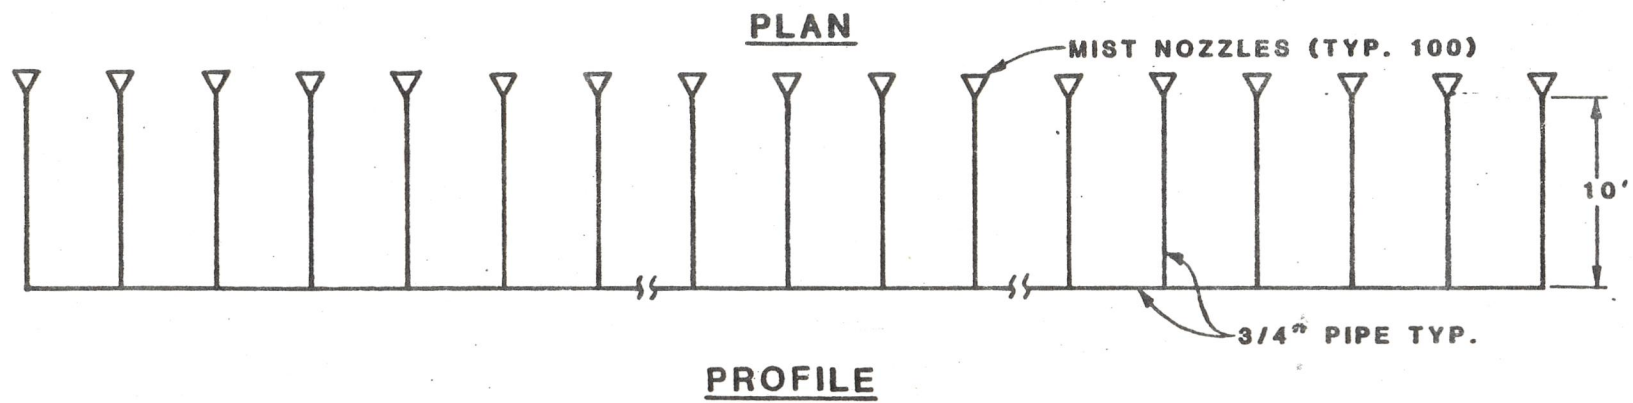 PLAN
MIST NOZZLES (TYP. 100)
10'
3/4" PIPE TYP.
PROFILE